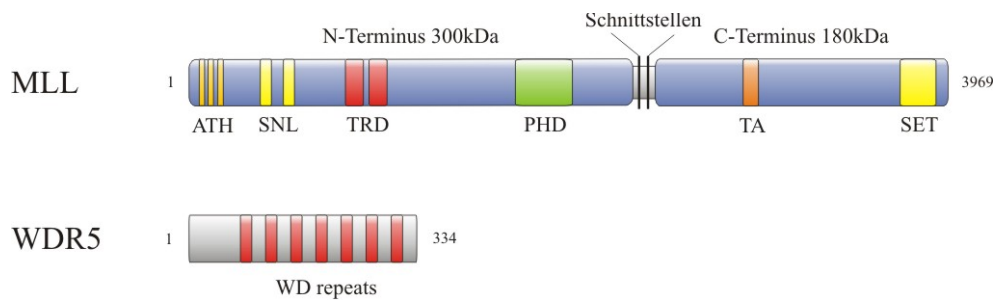 Schnittstellen
N-Terminus 300kDa C-Terminus 180kDa
MLL 1 3969
ATH SNL TRD PHD TA SET
WDR5 1 334
WD repeats